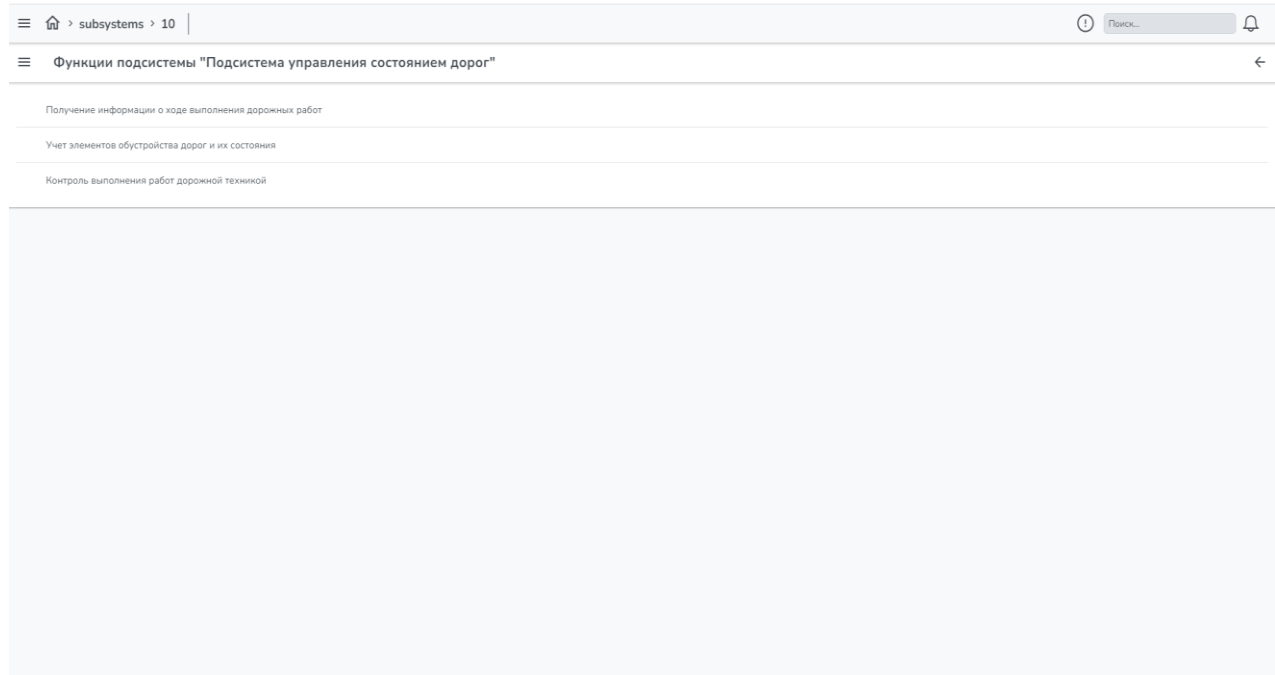 > subsystems > 10
Поиск...
Функции подсистемы "Подсистема управления состоянием дорог"
Получение информации о ходе выполнения дорожных работ
Учет элементов обустройства дорог и их состояния
Контроль выполнения работ дорожной техникой